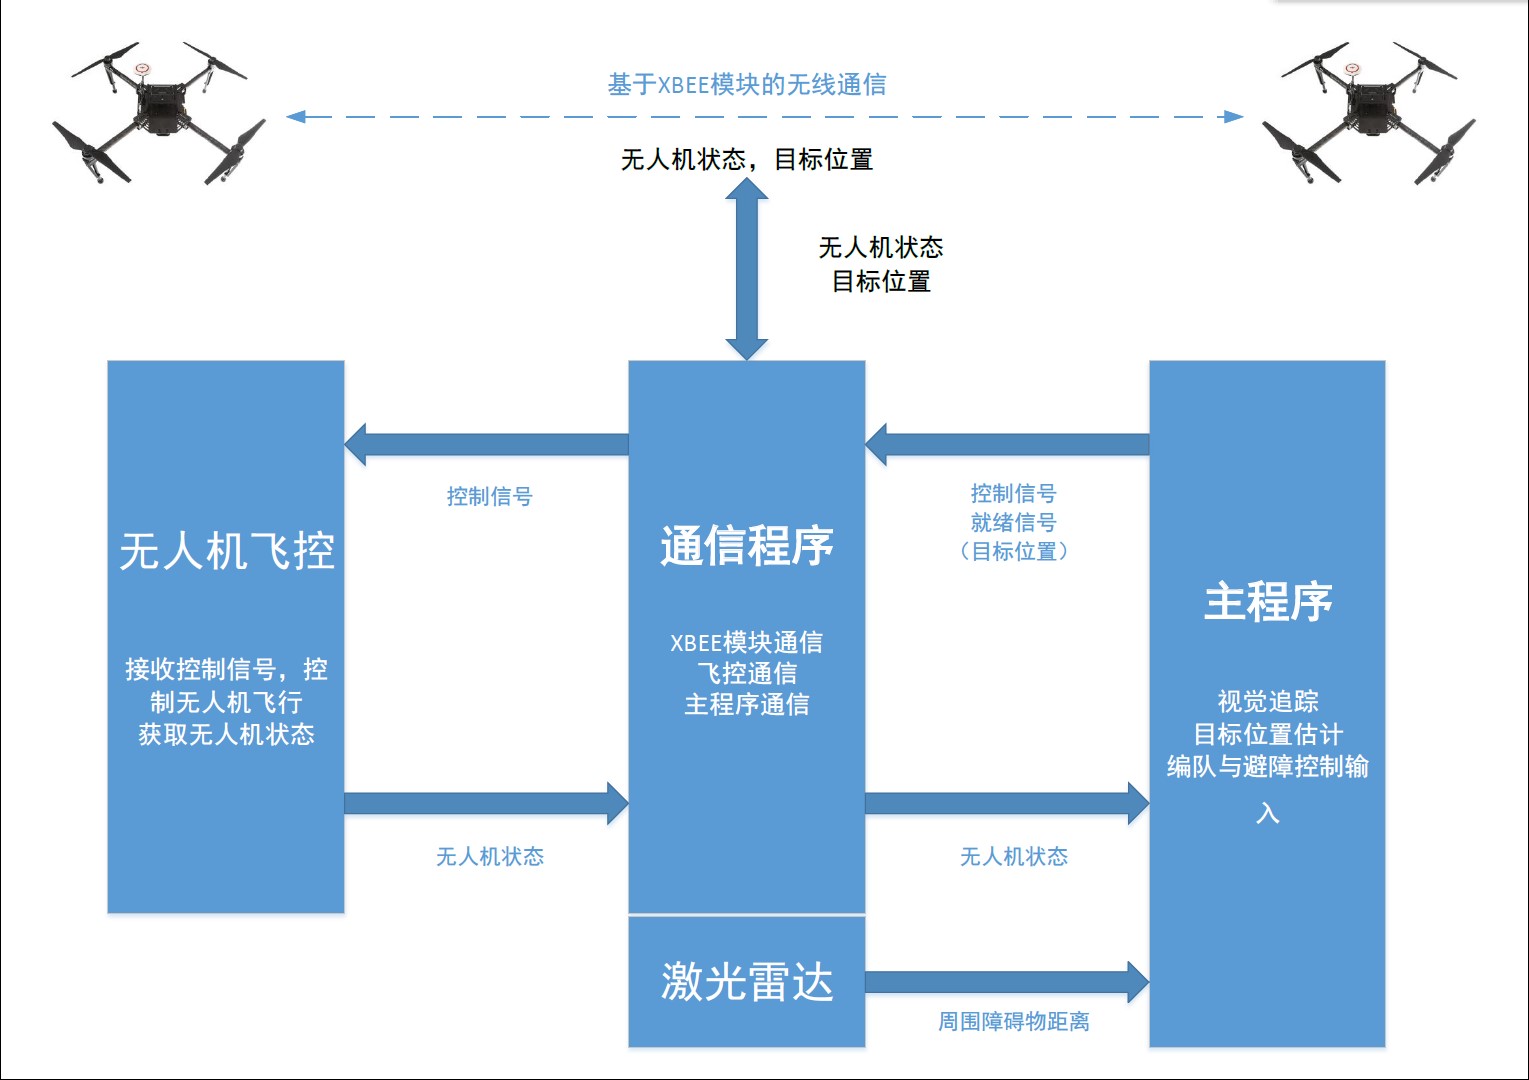 基于XBEE模块的无线通信
无人机状态，目标位置
无人机状态
目标位置
控制信号
控制信号
就绪信号
（目标位置）
无人机飞控
接收控制信号，控
制无人机飞行
获取无人机状态
通信程序
XBEE模块通信
飞控通信
主程序通信
主程序
视觉追踪
目标位置估计
编队与避障控制输
入
无人机状态
无人机状态
激光雷达
周围障碍物距离